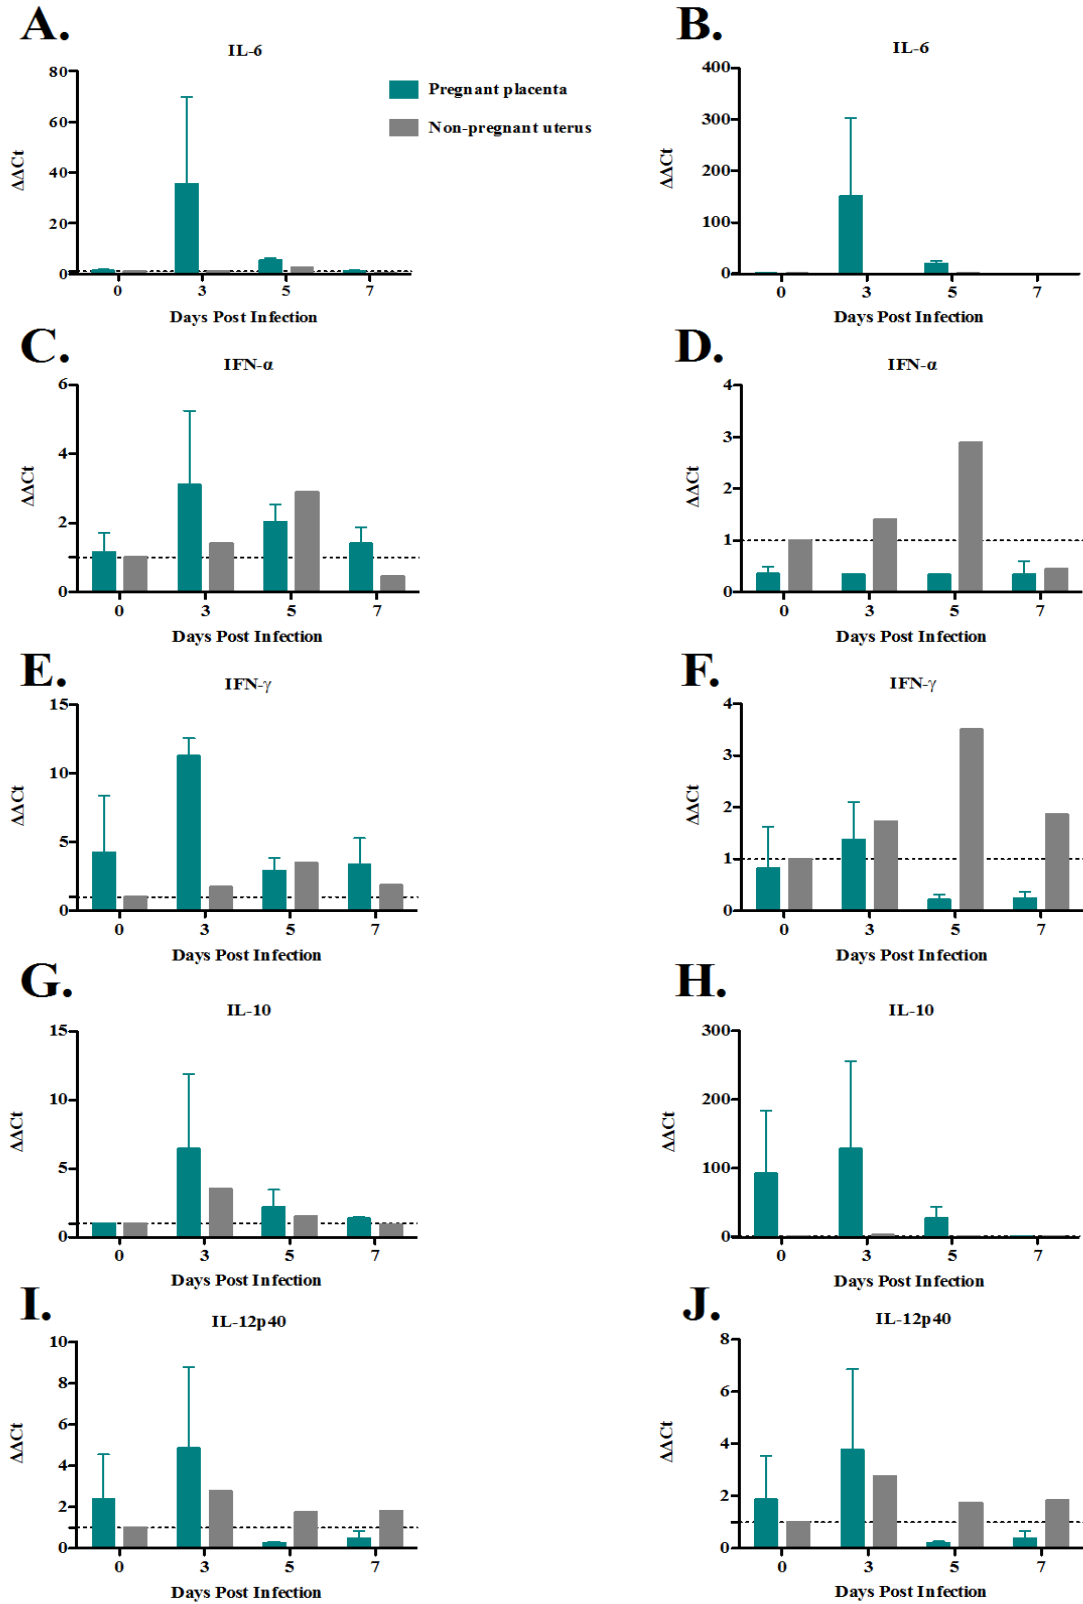 A.
IL-6
80
60
40
20
0
ΔΔCt
0 3 5 7
Days Post Infection
Pregnant placenta
Non-pregnant uterus
B.
IL-6
400
300
200
100
0
ΔΔCt
0 3 5 7
Days Post Infection
C.
IFN-α
6
4
2
0
ΔΔCt
0 3 5 7
Days Post Infection
D.
IFN-α
4
3
2
1
0
ΔΔCt
0 3 5 7
Days Post Infection
E.
IFN-γ
15
10
5
0
ΔΔCt
0 3 5 7
Days Post Infection
F.
IFN-γ
4
3
2
1
0
ΔΔCt
0 3 5 7
Days Post Infection
G.
IL-10
15
10
5
0
ΔΔCt
0 3 5 7
Days Post Infection
H.
IL-10
300
200
100
0
ΔΔCt
0 3 5 7
Days Post Infection
I.
IL-12p40
10
8
6
4
2
0
ΔΔCt
0 3 5 7
Days Post Infection
J.
IL-12p40
8
6
4
2
0
ΔΔCt
0 3 5 7
Days Post Infection